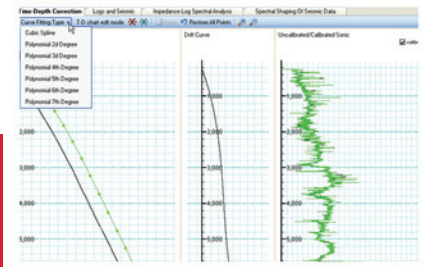 Time-Depth Correction Logs and Seismic Impedance Log Spectral Analysis Spectral Shaping Of Seismic Data
Curve Fitting Type T-D chart edit mode: Restore All Points
Cubic Spline
Polynomial 2d Degree
Polynomial 3d Degree
Polynomial 4th Degree
Polynomial 5th Degree
Polynomial 6th Degree
Polynomial 7th Degree
Drift Curve
Uncalibrated/Calibrated Sonic
1,000 1,000
2,000 2,000 2,000
3,000 3,000 3,000
4,000 4,000 4,000
5,000 5,000 5,000